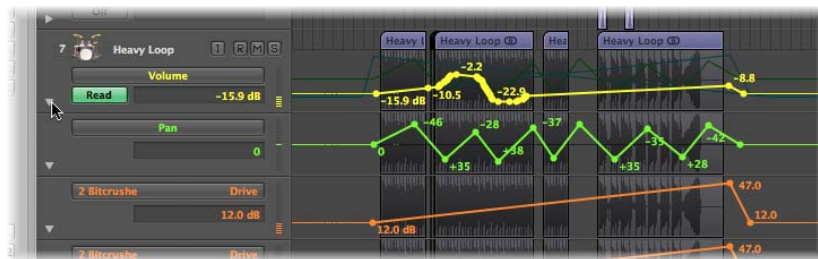 Off
7 Heavy Loop I R M S
Heavy L Heavy Loop Hea Heavy Loop
Volume
Read -15.9 dB
-15.9 dB -10.5 -2.2 -22.9 -8.8
Pan
0
0 -46 +35 -28 +38 -37 +35 -35 +28 -42
2 Bitcrushe Drive
12.0 dB
12.0 dB 47.0 12.0
2 Bitcrushe Drive
47.0